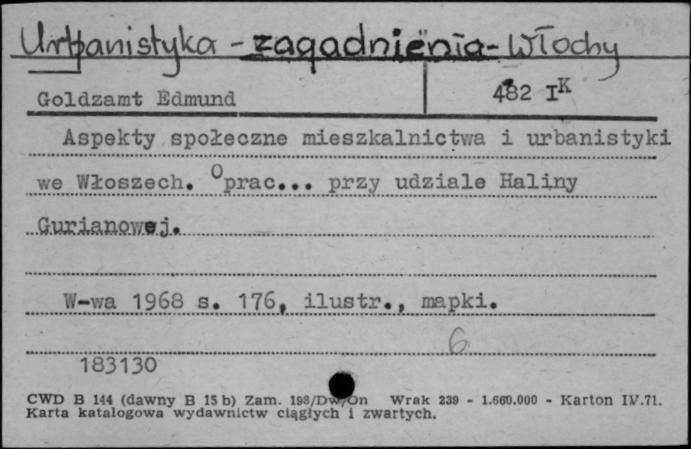 Urbanistyka - zagadnienia - Włochy
Goldzamt Edmund 482 IK
Aspekty społeczne mieszkalnictwa i urbanistyki
we Włoszech. Oprac... przy udziale Haliny
Gurianowej.
W-wa 1968 s. 176, ilustr., mapki.
6
183130
CWD B 144 (dawny B 15 b) Zam. 198/Dw/On Wrak 239 - 1.660.000 - Karton IV.71.
Karta katalogowa wydawnictw ciągłych i zwartych.